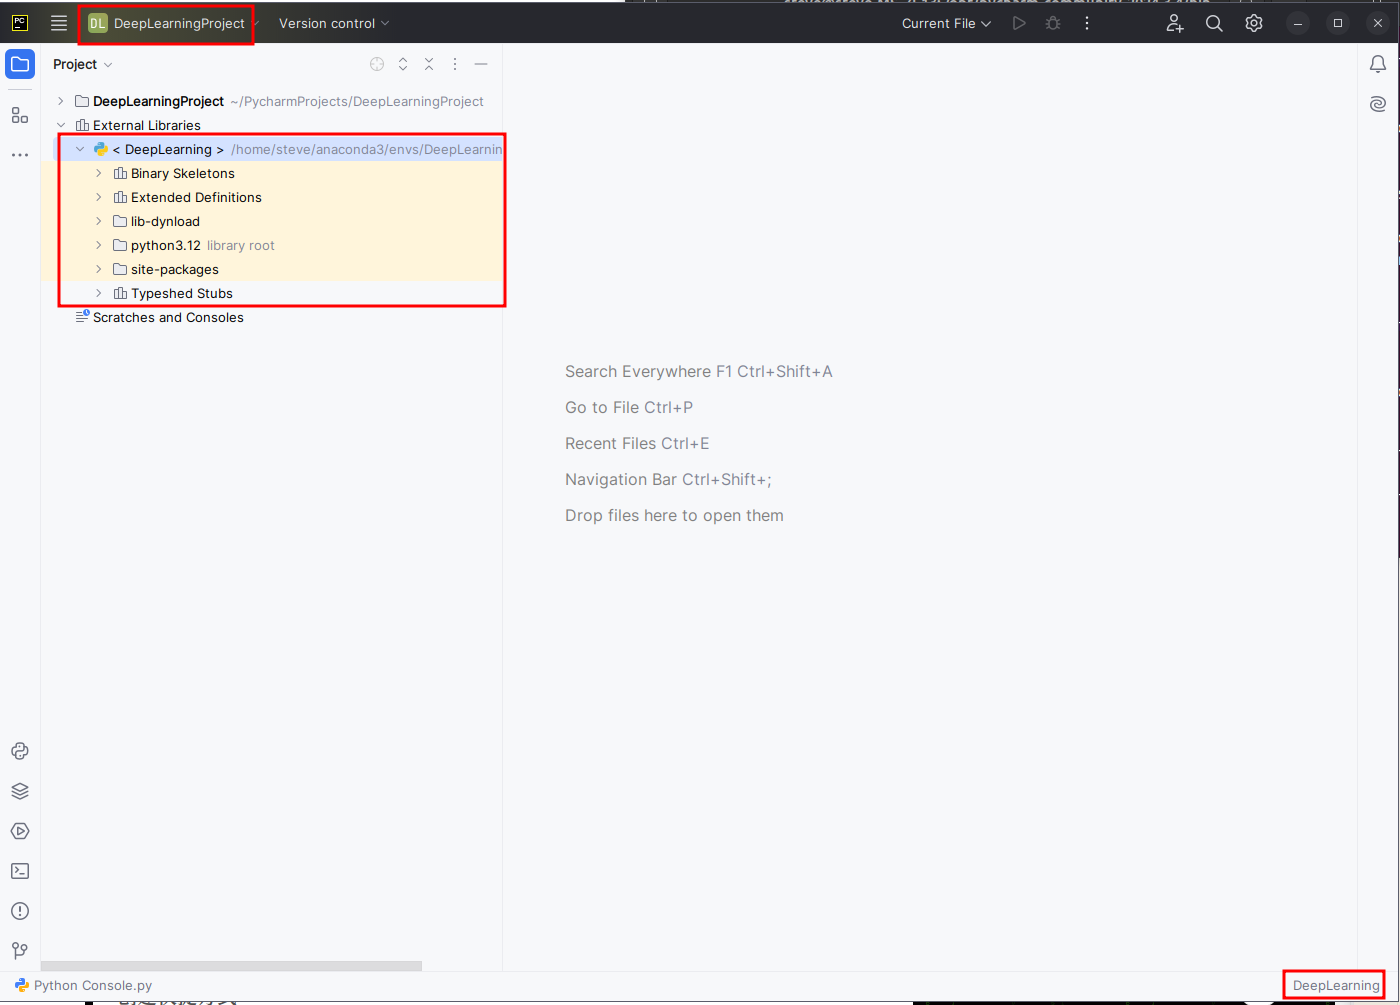 PC
DL DeepLearningProject
Version control
Current File
Project
DeepLearningProject ~/PycharmProjects/DeepLearningProject
External Libraries
< DeepLearning > /home/steve/anaconda3/envs/DeepLearnin
Binary Skeletons
Extended Definitions
lib-dynload
python3.12 library root
site-packages
Typeshed Stubs
Scratches and Consoles
Search Everywhere F1 Ctrl+Shift+A
Go to File Ctrl+P
Recent Files Ctrl+E
Navigation Bar Ctrl+Shift+;
Drop files here to open them
Python Console.py
DeepLearning